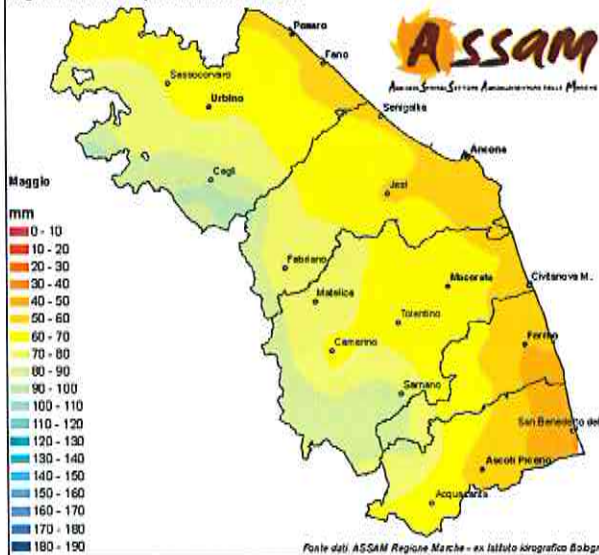 Assam
Pesaro
Fano
Sassocorvaro
Urbino
Senigallia
Ancona
Maggio
Cagli
Jesi
mm
0 - 10
10 - 20
20 - 30
30 - 40
40 - 50
50 - 60
60 - 70
70 - 80
80 - 90
90 - 100
100 - 110
110 - 120
120 - 130
130 - 140
140 - 150
150 - 160
160 - 170
170 - 180
180 - 190
Fabriano
Matelica
Macerata
Civitanova M.
Tolentino
Camerino
Fermo
Sarnano
San Benedetto del
Ascoli Piceno
Acquasanta
Fonte dati ASSAM Regione Marche - ex Istituto idrografico Bologn